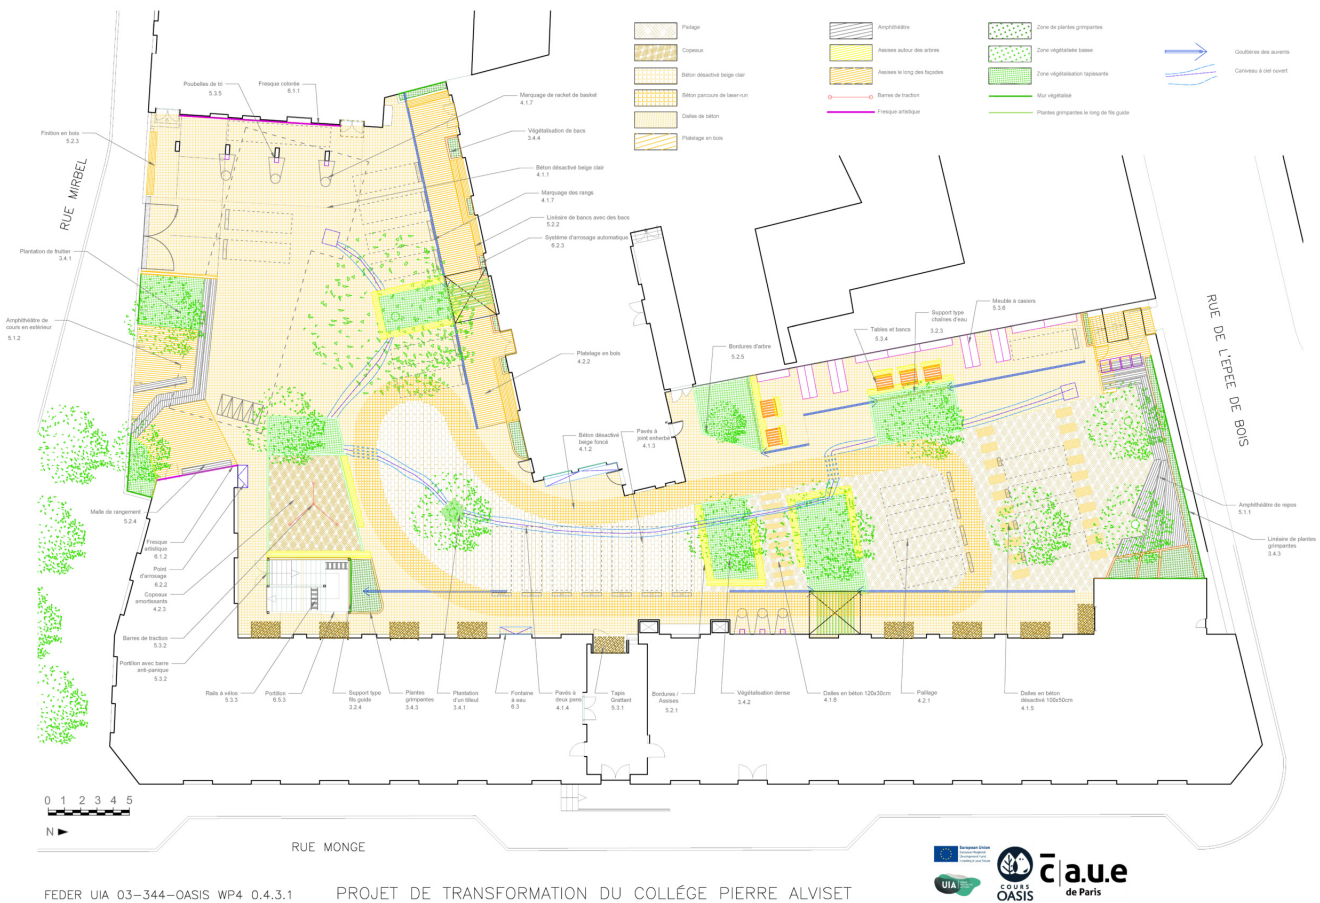 Paillage
Copeaux
Béton désactivé beige clair
Béton parcours de laser-run
Dalles de béton
Platelage en bois
Amphithéâtre
Assises autour des arbres
Assises le long des façades
Barres de traction
Fresque artistique
Zone de plantes grimpantes
Zone végétalisée basse
Zone végétalisation tapissante
Mur végétalisé
Plantes grimpantes le long de fils guide
Gouttières des auvents
Caniveau à ciel ouvert
Poubelles de tri
5.3.5
Fresque colorée
6.1.1
Marquage de racket de basket
4.1.7
Finition en bois
5.2.3
Végétalisation de bacs
3.4.4
Béton désactivé beige clair
4.1.1
Marquage des rangs
4.1.7
Linéaire de bancs avec des bacs
5.2.2
Système d'arrosage automatique
6.2.3
RUE MIRBEL
Plantation de fruitier
3.4.1
Amphithéâtre de
cours en extérieur
5.1.2
Platelage en bois
4.2.2
Bordures d'arbre
5.2.5
Tables et bancs
5.3.4
Support type
chaînes d'eau
3.2.3
Meuble à casiers
5.3.6
RUE DE L'EPEE DE BOIS
Béton désactivé
beige foncé
4.1.2
Pavés à
joint enherbé
4.1.3
Malle de rangement
5.2.4
Fresque
artistique
6.1.2
Point
d'arrosage
6.2.2
Copeaux
amortissants
4.2.3
Barres de traction
5.3.2
Portillon avec barre
anti-panique
5.3.2
Amphithéâtre de repos
5.1.1
Linéaire de plantes
grimpantes
3.4.3
Rails à vélos
5.3.3
Portillon
6.5.3
Support type
fils guide
3.2.4
Plantes
grimpantes
3.4.3
Plantation
d'un tilleul
3.4.1
Fontaine
à eau
6.3
Pavés à
deux pans
4.1.4
Tapis
Grattant
5.3.1
Bordures /
Assises
5.2.1
Végétalisation dense
3.4.2
Dalles en béton 120x30cm
4.1.6
Paillage
4.2.1
Dalles en béton
désactivé 100x50cm
4.1.5
0 1 2 3 4 5
N
RUE MONGE
FEDER UIA 03-344-OASIS WP4 0.4.3.1
PROJET DE TRANSFORMATION DU COLLÉGE PIERRE ALVISET
European Union
UIA
COURS
OASIS
c|a.u.e
de Paris